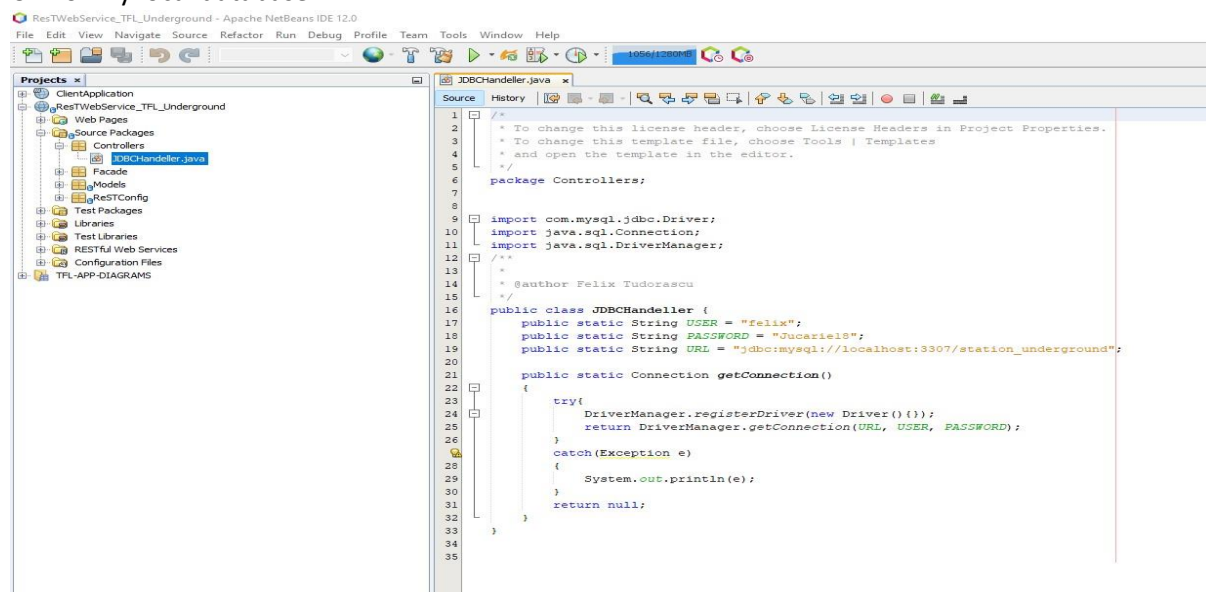 ResTWebService_TFL_Underground - Apache NetBeans IDE 12.0
File Edit View Navigate Source Refactor Run Debug Profile Team Tools Window Help
1056/1280MB
Projects
ClientApplication
ResTWebService_TFL_Underground
Web Pages
Source Packages
Controllers
JDBCHandeller.java
Facade
Models
ReSTConfig
Test Packages
Libraries
Test Libraries
RESTful Web Services
Configuration Files
TFL-APP-DIAGRAMS
JDBCHandeller.java
Source History
1 /*
2 * To change this license header, choose License Headers in Project Properties.
3 * To change this template file, choose Tools | Templates
4 * and open the template in the editor.
5 */
6 package Controllers;
7
8
9 import com.mysql.jdbc.Driver;
10 import java.sql.Connection;
11 import java.sql.DriverManager;
12 /**
13 *
14 * @author Felix Tudorascu
15 */
16 public class JDBCHandeller {
17 public static String USER = "felix";
18 public static String PASSWORD = "Jucarie18";
19 public static String URL = "jdbc:mysql://localhost:3307/station_underground";
20
21 public static Connection getConnection()
22 {
23 try{
24 DriverManager.registerDriver(new Driver(){});
25 return DriverManager.getConnection(URL, USER, PASSWORD);
26 }
catch(Exception e)
28 {
29 System.out.println(e);
30 }
31 return null;
32 }
33 }
34
35